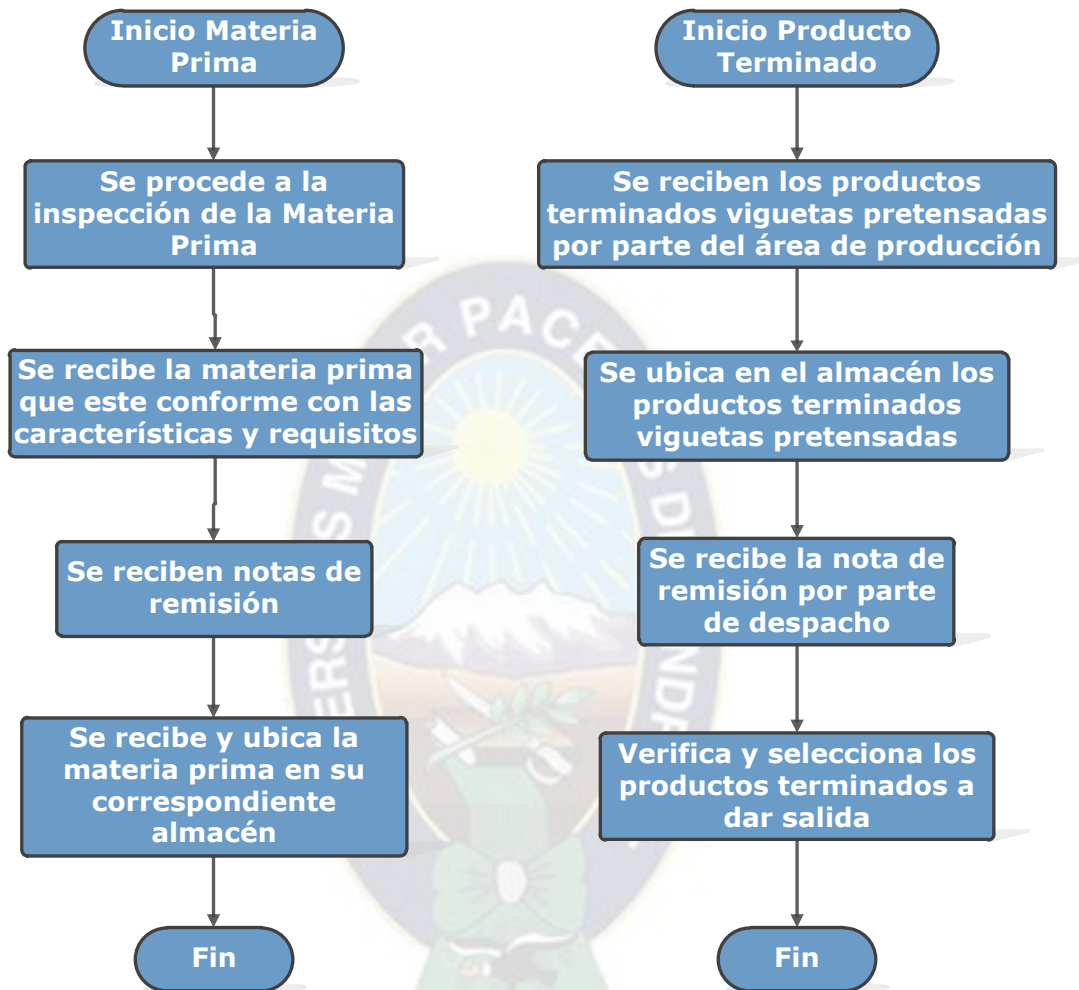 Inicio Materia
Prima
Se procede a la
inspección de la Materia
Prima
Se recibe la materia prima
que este conforme con las
características y requisitos
Se reciben notas de
remisión
Se recibe y ubica la
materia prima en su
correspondiente
almacén
Fin
Inicio Producto
Terminado
Se reciben los productos
terminados viguetas pretensadas
por parte del área de producción
Se ubica en el almacén los
productos terminados
viguetas pretensadas
Se recibe la nota de
remisión por parte
de despacho
Verifica y selecciona los
productos terminados a
dar salida
Fin